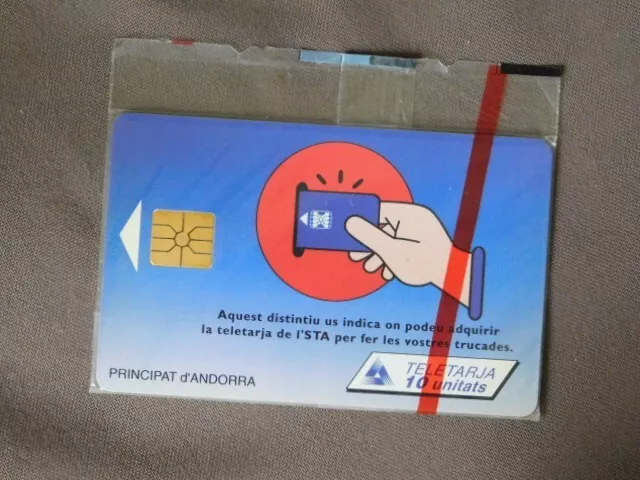 Aquest distintiu us indica on podeu adquirir
la teletarja de l'STA per fer les vostres trucades.
PRINCIPAT d'ANDORRA
TELETARJA
10 unitats